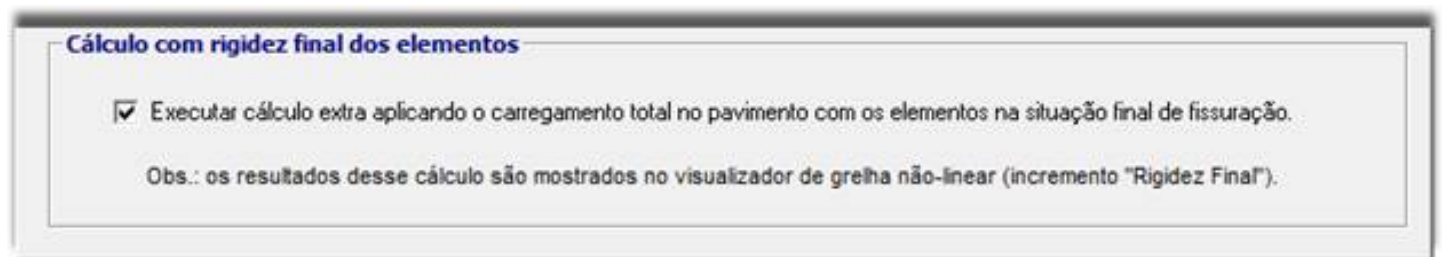 Cálculo com rigidez final dos elementos
Executar cálculo extra aplicando o carregamento total no pavimento com os elementos na situação final de fissuração.
Obs.: os resultados desse cálculo são mostrados no visualizador de grelha não-linear (incremento "Rigidez Final").